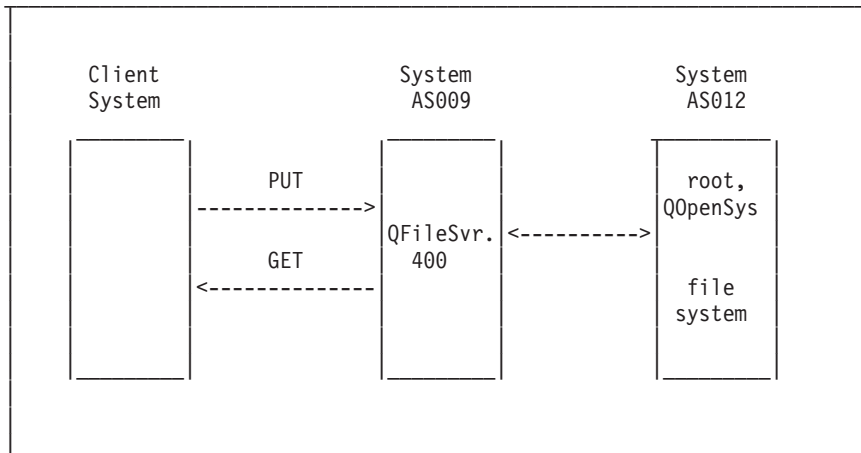 Client System System
System AS009 AS012
PUT root,
--------------> QOpenSys
QFileSvr. <---------->
GET 400
<-------------- file
system